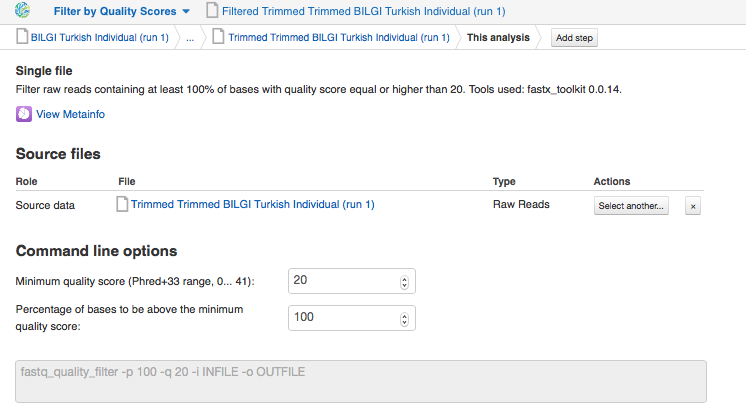 Filter by Quality Scores Filtered Trimmed Trimmed BILGI Turkish Individual (run 1)
BILGI Turkish Individual (run 1) ... Trimmed Trimmed BILGI Turkish Individual (run 1) This analysis Add step
Single file
Filter raw reads containing at least 100% of bases with quality score equal or higher than 20. Tools used: fastx_toolkit 0.0.14.
View Metainfo
Source files
Role File Type Actions
Source data Trimmed Trimmed BILGI Turkish Individual (run 1) Raw Reads Select another... ×
Command line options
Minimum quality score (Phred+33 range, 0... 41): 20
Percentage of bases to be above the minimum
quality score: 100
fastq_quality_filter -p 100 -q 20 -i INFILE -o OUTFILE